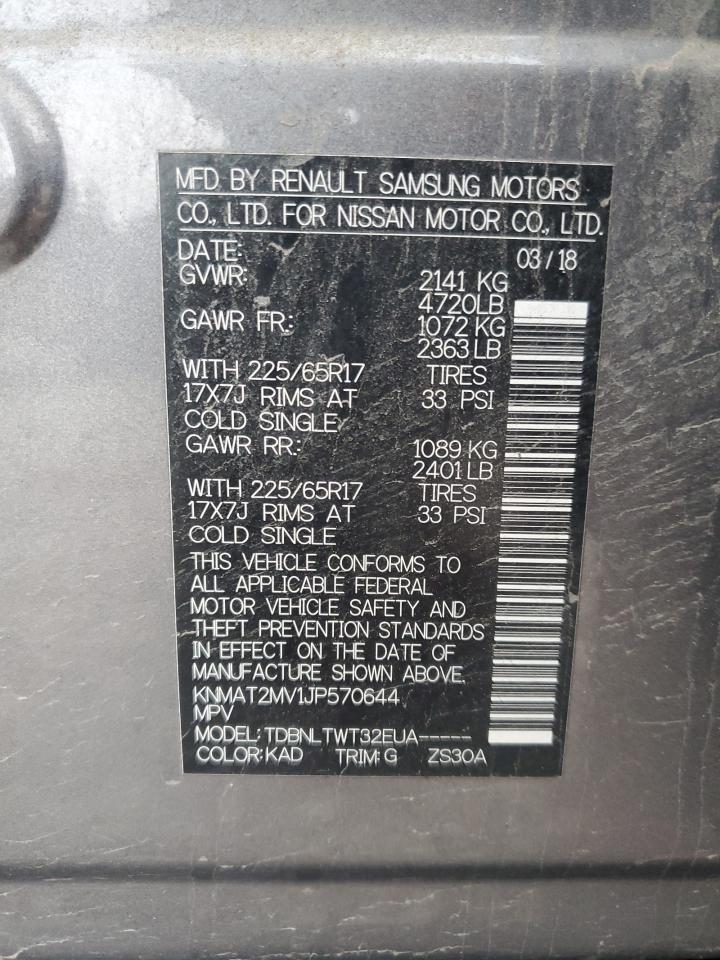 MFD BY RENAULT SAMSUNG MOTORS
CO., LTD. FOR NISSAN MOTOR CO., LTD.
DATE: 03 / 18
GVWR: 2141 KG
4720LB
GAWR FR.: 1072 KG
2363 LB
WITH 225/65R17 TIRES
17X7J RIMS AT 33 PSI
COLD SINGLE
GAWR RR.: 1089 KG
2401 LB
WITH 225/65R17 TIRES
17X7J RIMS AT 33 PSI
COLD SINGLE
THIS VEHICLE CONFORMS TO
ALL APPLICABLE FEDERAL
MOTOR VEHICLE SAFETY AND
THEFT PREVENTION STANDARDS
IN EFFECT ON THE DATE OF
MANUFACTURE SHOWN ABOVE.
KNMAT2MV1JP570644
MPV
MODEL: TDBNLTWT32EUA-----
COLOR:KAD TRIM: G ZS30A